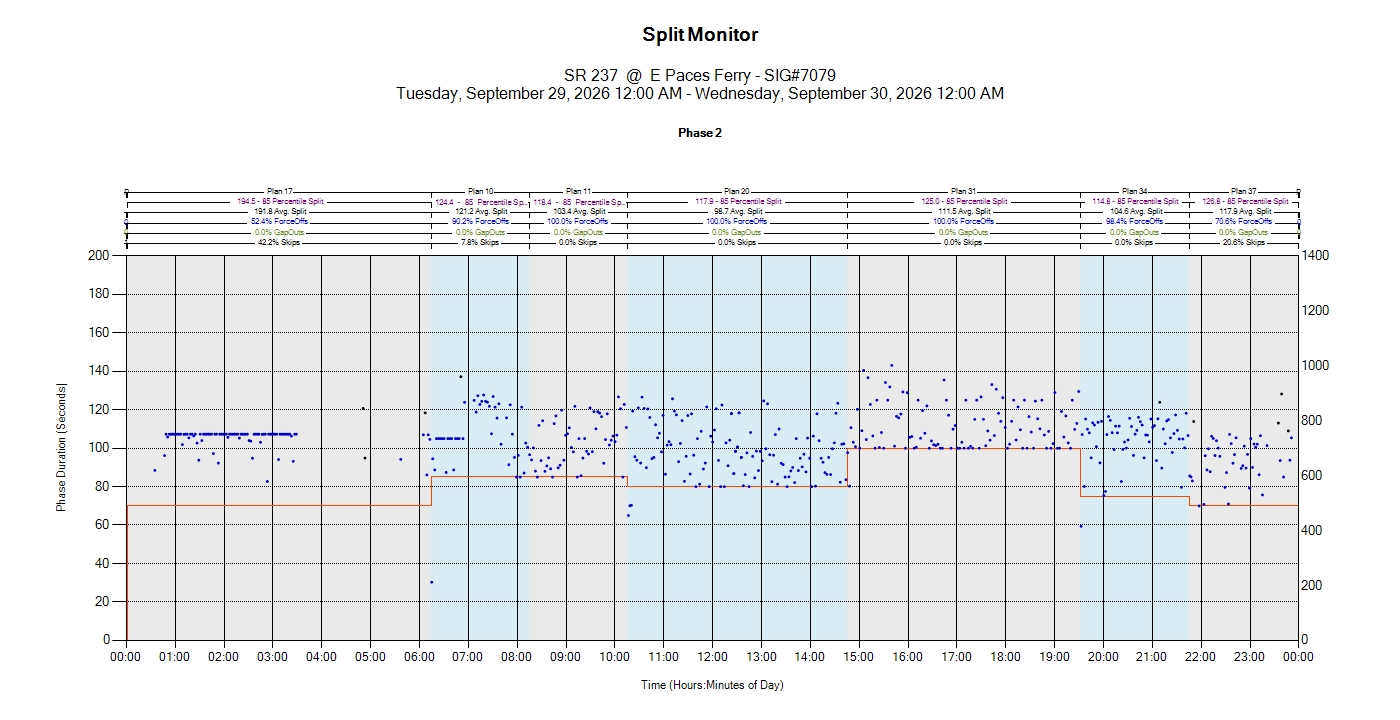 Split Monitor
SR 237 @ E Paces Ferry - SIG#7079
Tuesday, September 29, 2026 12:00 AM - Wednesday, September 30, 2026 12:00 AM
Phase 2
Plan 17 Plan 10 Plan 11 Plan 20 Plan 31 Plan 34 Plan 37
194.5 - 85 Percentile Split 124.4 - 85 Percentile Sp... 118.4 - 85 Percentile Sp... 117.9 - 85 Percentile Split 125.0 - 85 Percentile Split 114.8 - 85 Percentile Split 126.8 - 85 Percentile Split
191.8 Avg. Split 121.2 Avg. Split 103.4 Avg. Split 98.7 Avg. Split 111.5 Avg. Split 104.6 Avg. Split 117.9 Avg. Split
52.4% ForceOffs 90.2% ForceOffs 100.0% ForceOffs 100.0% ForceOffs 100.0% ForceOffs 98.4% ForceOffs 70.6% ForceOffs
0.0% GapOuts 0.0% GapOuts 0.0% GapOuts 0.0% GapOuts 0.0% GapOuts 0.0% GapOuts 0.0% GapOuts
42.2% Skips 7.8% Skips 0.0% Skips 0.0% Skips 0.0% Skips 0.0% Skips 20.6% Skips
200 1400
180
1200
160
140 1000
120
800
100
80 600
60
400
40
200
20
0 0
Phase Duration (Seconds)
00:00 01:00 02:00 03:00 04:00 05:00 06:00 07:00 08:00 09:00 10:00 11:00 12:00 13:00 14:00 15:00 16:00 17:00 18:00 19:00 20:00 21:00 22:00 23:00 00:00
Time (Hours:Minutes of Day)